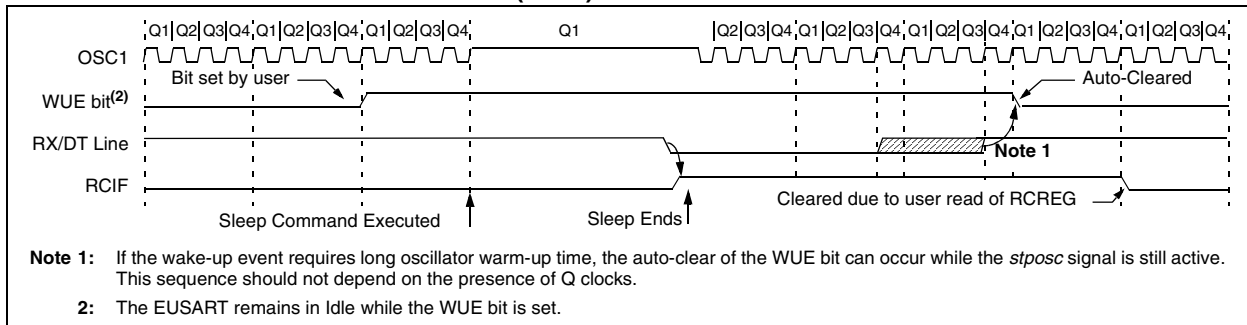 Q1 Q2 Q3 Q4 Q1 Q2 Q3 Q4 Q1 Q2 Q3 Q4 Q1 Q2 Q3 Q4 Q1 Q2 Q3 Q4 Q1 Q2 Q3 Q4 Q1 Q2 Q3 Q4 Q1 Q2 Q3 Q4
OSC1
Bit set by user Auto-Cleared
WUE bit(2)
RX/DT Line Note 1
RCIF
Cleared due to user read of RCREG
Sleep Command Executed Sleep Ends
Note 1: If the wake-up event requires long oscillator warm-up time, the auto-clear of the WUE bit can occur while the stposc signal is still active.
This sequence should not depend on the presence of Q clocks.
2: The EUSART remains in Idle while the WUE bit is set.